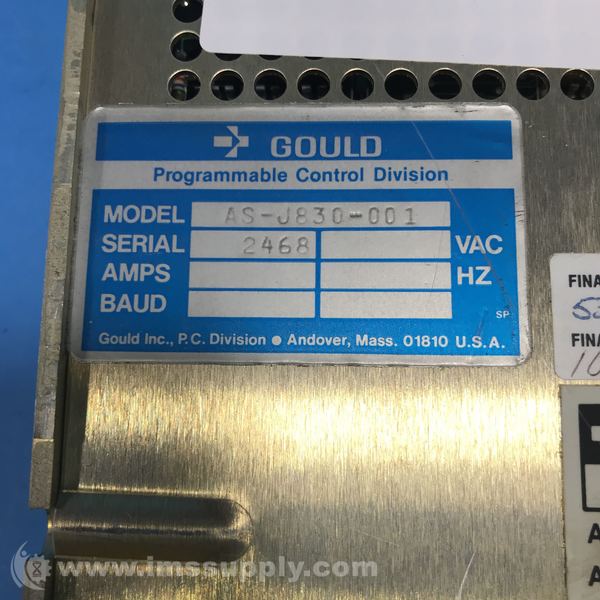 GOULD
Programmable Control Division
MODEL AS-J830-001
SERIAL 2468 VAC
AMPS HZ
BAUD
SP
Gould Inc., P.C. Division ● Andover, Mass. 01810 U.S.A.
FINA
FINA
10
A
A
www.imssupply.com